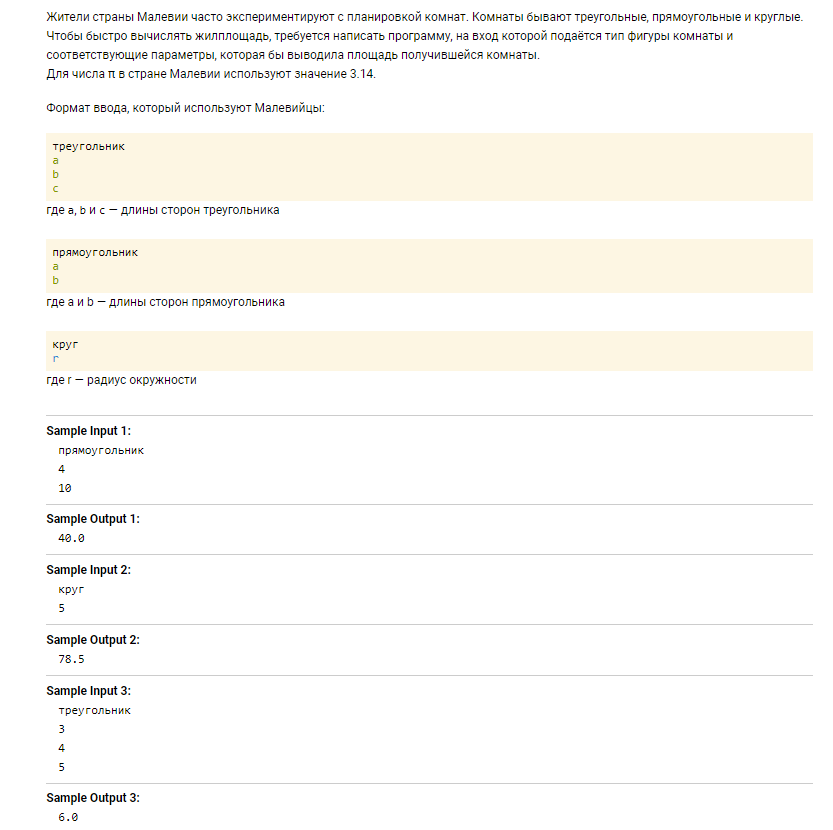 Жители страны Малевии часто экспериментируют с планировкой комнат. Комнаты бывают треугольные, прямоугольные и круглые.
Чтобы быстро вычислять жилплощадь, требуется написать программу, на вход которой подаётся тип фигуры комнаты и
соответствующие параметры, которая бы выводила площадь получившейся комнаты.
Для числа π в стране Малевии используют значение 3.14.
Формат ввода, который используют Малевийцы:
треугольник
a
b
c
где a, b и c — длины сторон треугольника
прямоугольник
a
b
где a и b — длины сторон прямоугольника
круг
r
где r — радиус окружности
Sample Input 1:
прямоугольник
4
10
Sample Output 1:
40.0
Sample Input 2:
круг
5
Sample Output 2:
78.5
Sample Input 3:
треугольник
3
4
5
Sample Output 3:
6.0